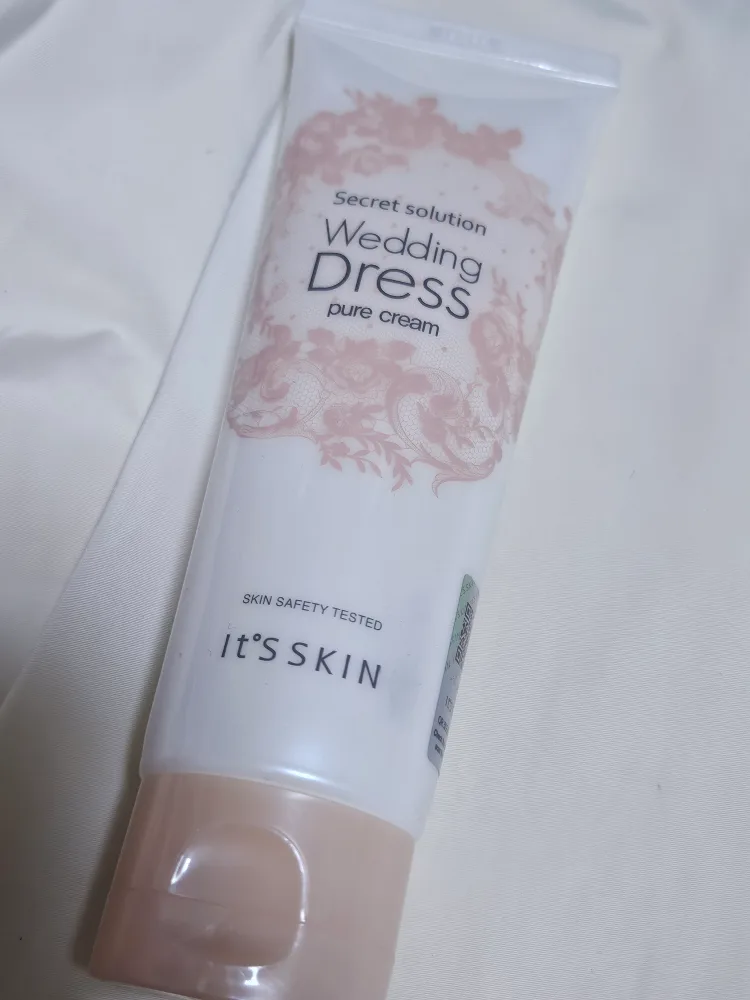 Secret solution
Wedding
Dress
pure cream
SKIN SAFETY TESTED
It°S SKIN